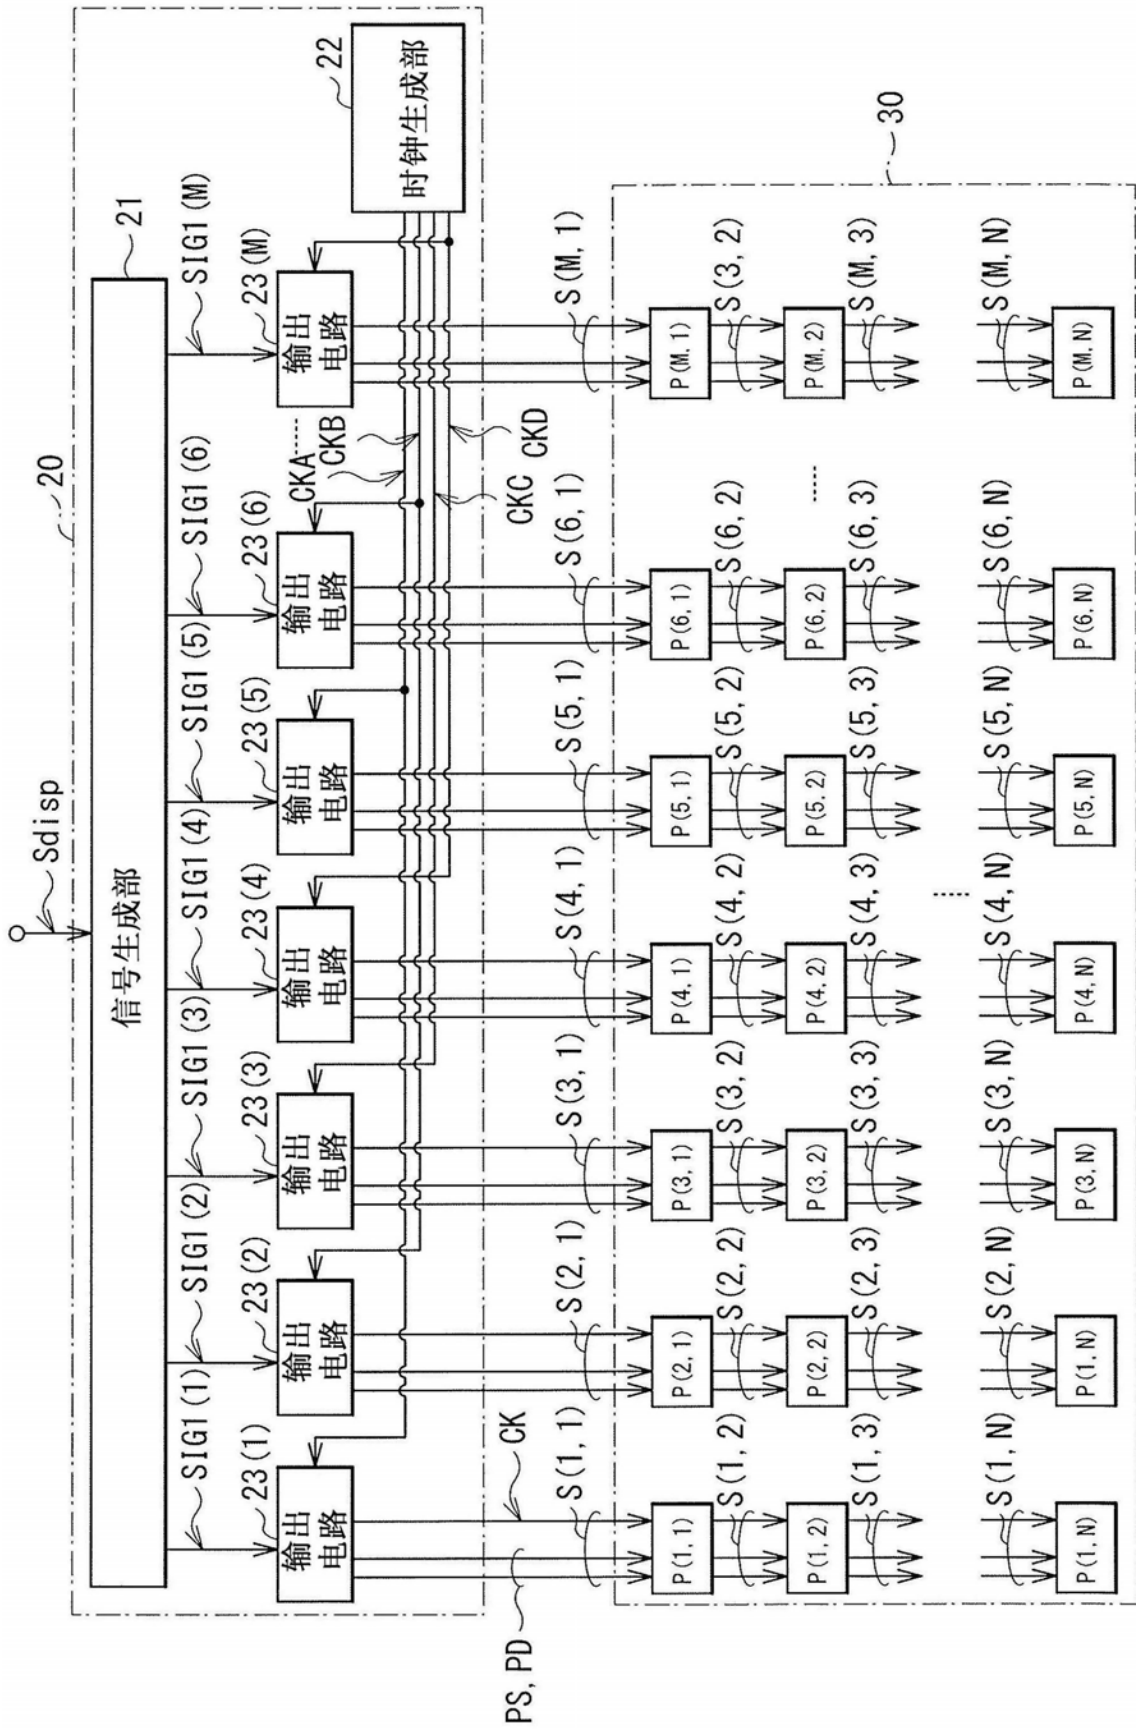 20
Sdisp
21
信号生成部
SIG1(1)
SIG1(2)
SIG1(3)
SIG1(4)
SIG1(5)
SIG1(6)
SIG1(M)
23(1)
23(2)
23(3)
23(4)
23(5)
23(6)
23(M)
22
输出
电路
输出
电路
输出
电路
输出
电路
输出
电路
输出
电路
输出
电路
时钟生成部
CKA
CKB
CKC
CKD
PS, PD
CK
30
S(1, 1)
S(2, 1)
S(3, 1)
S(4, 1)
S(5, 1)
S(6, 1)
S(M, 1)
P(1, 1)
P(2, 1)
P(3, 1)
P(4, 1)
P(5, 1)
P(6, 1)
P(M, 1)
S(1, 2)
S(2, 2)
S(3, 2)
S(4, 2)
S(5, 2)
S(6, 2)
S(3, 2)
P(1, 2)
P(2, 2)
P(3, 2)
P(4, 2)
P(5, 2)
P(6, 2)
P(M, 2)
S(1, 3)
S(2, 3)
S(3, 3)
S(4, 3)
S(5, 3)
S(6, 3)
S(M, 3)
S(1, N)
S(2, N)
S(3, N)
S(4, N)
S(5, N)
S(6, N)
S(M, N)
P(1, N)
P(1, N)
P(3, N)
P(4, N)
P(5, N)
P(6, N)
P(M, N)